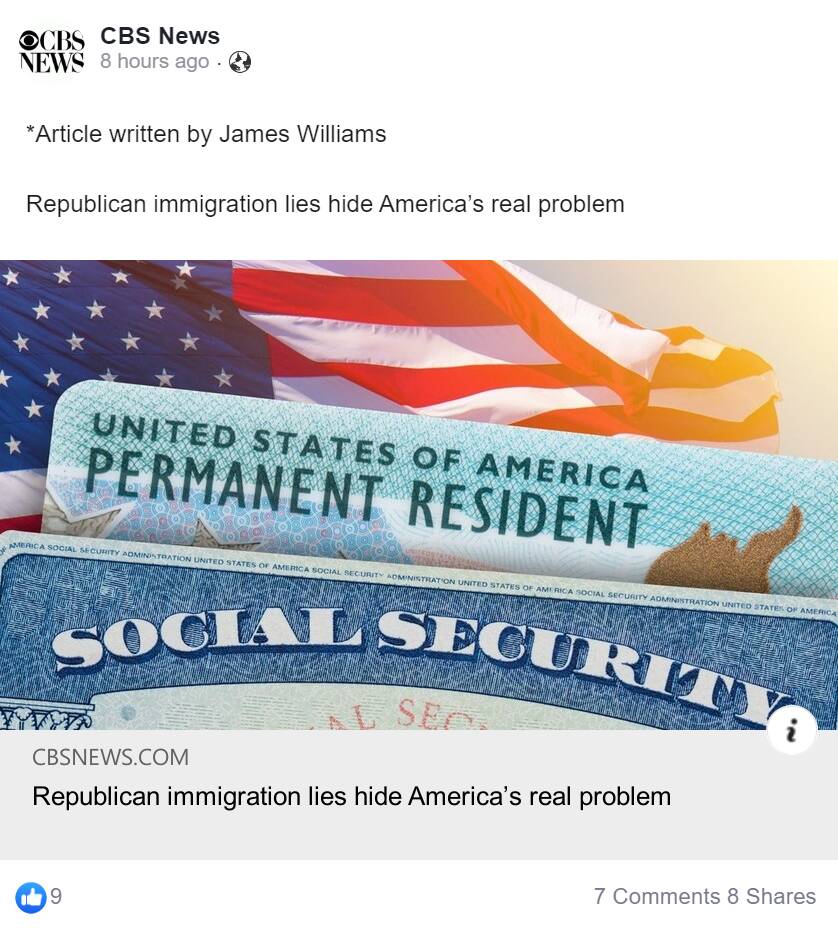 CBS NEWS
CBS News
8 hours ago ·
*Article written by James Williams
Republican immigration lies hide America’s real problem
UNITED STATES OF AMERICA
PERMANENT RESIDENT
AMERICA SOCIAL SECURITY ADMINISTRATION UNITED STATES OF AMERICA SOCIAL SECURITY ADMINISTRATION UNITED STATES OF AMERICA SOCIAL SECURITY ADMINISTRATION UNITED STATES OF AMERICA
SOCIAL SECURITY
AL SEC
i
CBSNEWS.COM
Republican immigration lies hide America’s real problem
9
7 Comments 8 Shares